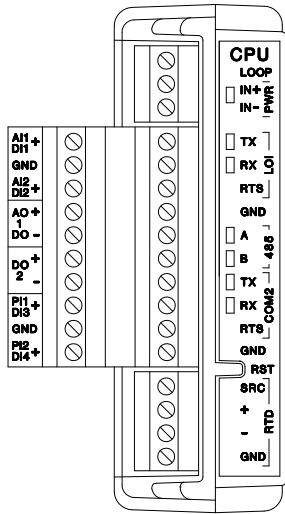 CPU
LOOP
IN+
IN-
PWR
AI1 +
DI1
GND
AI2 +
DI2
AO +
1
DO -
DO +
2 -
PI1 +
DI3
GND
PI2 +
DI4
TX
RX
LOI
RTS
GND
A
B
485
TX
RX
COM2
RTS
GND
RST
SRC
+
-
RTD
GND